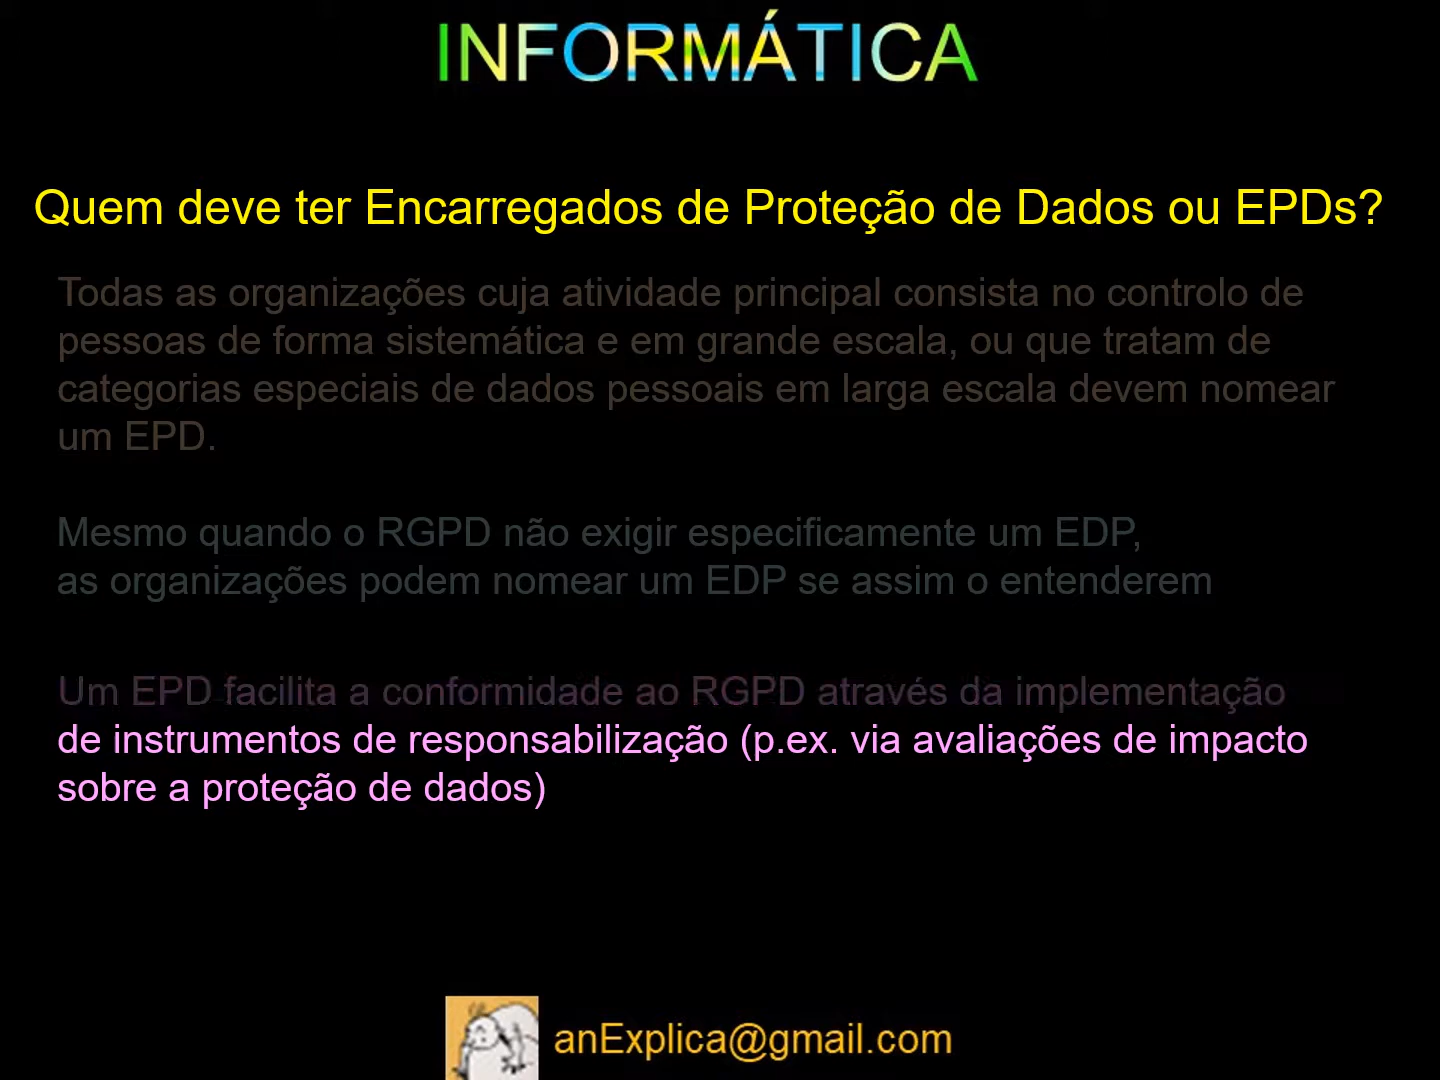 INFORMÁTICA
Quem deve ter Encarregados de Proteção de Dados ou EPDs?
Todas as organizações cuja atividade principal consista no controlo de
pessoas de forma sistemática e em grande escala, ou que tratam de
categorias especiais de dados pessoais em larga escala devem nomear
um EPD.
Mesmo quando o RGPD não exigir especificamente um EDP,
as organizações podem nomear um EDP se assim o entenderem
Um EPD facilita a conformidade ao RGPD através da implementação
de instrumentos de responsabilização (p.ex. via avaliações de impacto
sobre a proteção de dados)
anExplica@gmail.com